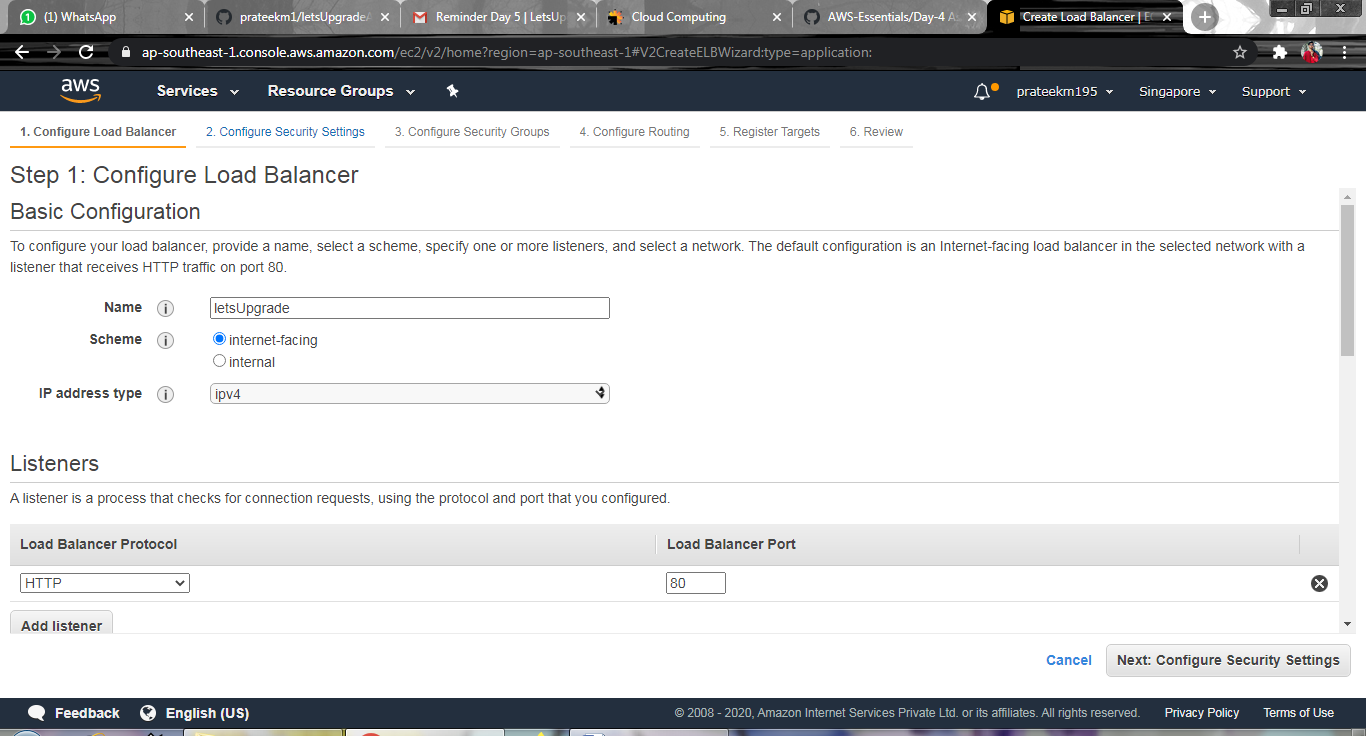 (1) WhatsApp
prateekm1/letsUpgradeA
Reminder Day 5 | LetsUp
Cloud Computing
AWS-Essentials/Day-4 As
Create Load Balancer | EC
ap-southeast-1.console.aws.amazon.com/ec2/v2/home?region=ap-southeast-1#V2CreateELBWizard:type=application:
aws Services Resource Groups prateekm195 Singapore Support
1. Configure Load Balancer 2. Configure Security Settings 3. Configure Security Groups 4. Configure Routing 5. Register Targets 6. Review
Step 1: Configure Load Balancer
Basic Configuration
To configure your load balancer, provide a name, select a scheme, specify one or more listeners, and select a network. The default configuration is an Internet-facing load balancer in the selected network with a
listener that receives HTTP traffic on port 80.
Name i letsUpgrade
Scheme i internet-facing
internal
IP address type i ipv4
Listeners
A listener is a process that checks for connection requests, using the protocol and port that you configured.
Load Balancer Protocol Load Balancer Port
HTTP 80
Add listener
Cancel Next: Configure Security Settings
Feedback English (US) © 2008 - 2020, Amazon Internet Services Private Ltd. or its affiliates. All rights reserved. Privacy Policy Terms of Use